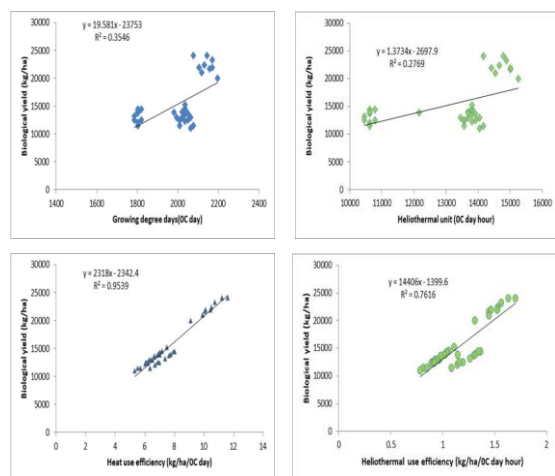 y = 19.581x - 23753
R² = 0.3546
Biological yield (kg/ha)
30000
25000
20000
15000
10000
5000
0
1400 1600 1800 2000 2200 2400
Growing degree days(0C day)
y = 1.3734x - 2697.9
R² = 0.2769
Biological yield (kg/ha)
30000
25000
20000
15000
10000
5000
0
10000 11000 12000 13000 14000 15000 16000
Heliothermal unit (0C day hour)
y = 2318x - 2342.4
R² = 0.9539
Biological yield (kg/ha)
30000
25000
20000
15000
10000
5000
0
0 2 4 6 8 10 12 14
Heat use efficiency (kg/ha/0C day)
y = 14406x - 1399.6
R² = 0.7616
Biological yield (kg/ha)
30000
25000
20000
15000
10000
5000
0
0 0.5 1 1.5 2
Heliothermal use efficiency (kg/ha/0C day hour)